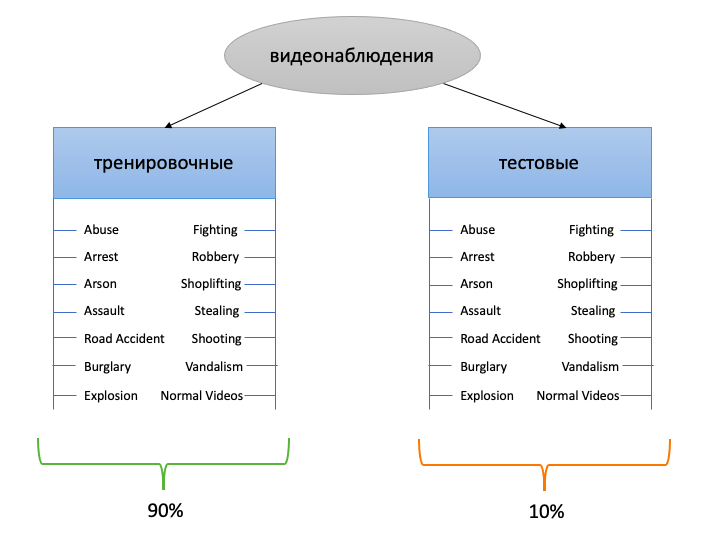 видеонаблюдения
тренировочные
Abuse Fighting
Arrest Robbery
Arson Shoplifting
Assault Stealing
Road Accident Shooting
Burglary Vandalism
Explosion Normal Videos
90%
тестовые
Abuse Fighting
Arrest Robbery
Arson Shoplifting
Assault Stealing
Road Accident Shooting
Burglary Vandalism
Explosion Normal Videos
10%